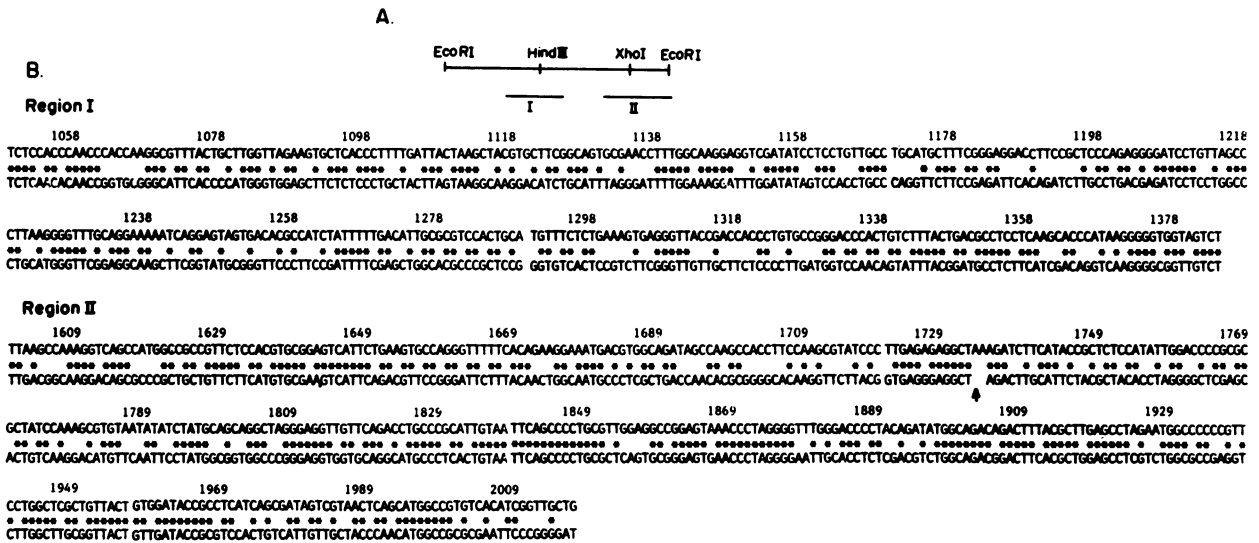 A.
EcoRI HindIII XhoI EcoRI
B.
I II
Region I
1058 1078 1098 1118 1138 1158 1178 1198 1218
TCTCCACCCAACCCACCAAGGCGTTTACTGCTTGGTTAGAAGTGCTCACCCTTTTGATTACTAAGCTACGTGCTTCGGCAGTGCGAACCTTTGGCAAGGAGGTCGATATCCTCCTGTTGCC TGCATGCTTTCGGGAGGACCTTCCGCTCCCAGAGGGGATCCTGTTAGCC
TCTCAACACAACCGGTGCGGGCATTCACCCCATGGGTGGAGCTTCTCTCCCTGCTACTTAGTAAGGCAAGGACATCTGCATTTAGGGATTTTGGAAAGGATTTGGATATAGTCCACCTGCC CAGGTTCTTCCGAGATTCACAGATCTTGCCTGACGAGATCCTCCTGGCC
1238 1258 1278 1298 1318 1338 1358 1378
CTTAAGGGGTTTGCAGGAAAAATCAGGAGTAGTGACACGCCATCTATTTTTGACATTGCGCGTCCACTGCA TGTTTCTCTGAAAGTGAGGGTTACCGACCACCCTGTGCCGGGACCCACTGTCTTTACTGACGCCTCCTCAAGCACCCATAAGGGGGTGGTAGTCT
CTGCATGGGTTCGGAGGCAAGCTTCGGTATGCGGGTTCCCTTCCGATTTTCGAGCTGGCACGCCCGCTCCG GGTGTCACTCCGTCTTCGGGTTGTTGCTTCTCCCCTTGATGGTCCAACAGTATTTACGGATGCCTCTTCATCGACAGGTCAAGGGGCGGTTGTCT
Region II
1609 1629 1649 1669 1689 1709 1729 1749 1769
TTAAGCCAAAGGTCAGCCATGGCCGCCGTTCTCCACGTGCGGAGTCATTCTGAAGTGCCAGGGTTTTTCACAGAAGGAAATGACGTGGCAGATAGCCAAGCCACCTTCCAAGCGTATCCC TTGAGAGAGGCTAAAGATCTTCATACCGCTCTCCATATTGGACCCCGCGC
TTGACGGCAAGGACAGCGCCCGCTGCTGTTCTTCATGTGCGAAGTCATTCAGACGTTCCGGGATTCTTTACAACTGGCAATGCCCTCGCTGACCAACACGCGGGGCACAAGGTTCTTACG GTGAGGGAGGCT AGACTTGCATTCTACGCTACACCTAGGGGCTCGAGC
1789 1809 1829 1849 1869 1889 1909 1929
GCTATCCAAAGCGTGTAATATATCTATGCAGCAGGCTAGGGAGGTTGTTCAGACCTGCCCGCATTGTAA TTCAGCCCCTGCGTTGGAGGCCGGAGTAAACCCTAGGGGTTTGGGACCCCTACAGATATGGCAGACAGACTTTACGCTTGAGCCTAGAATGGCCCCCCGTT
ACTGTCAAGGACATGTTCAATTCCTATGGCGGTGGCCCGGGAGGTGGTGCAGGCATGCCCTCACTGTAA TTCAGCCCCTGCGCTCAGTGCGGGAGTGAACCCTAGGGGAATTGCACCTCTCGACGTCTGGCAGACGGACTTCACGCTGGAGCCTCGTCTGGCGCCGAGGT
1949 1969 1989 2009
CCTGGCTCGCTGTTACT GTGGATACCGCCTCATCAGCGATAGTCGTAACTCAGCATGGCCGTGTCACATCGGTTGCTG
CTTGGCTTGCGGTTACT GTTGATACCGCGTCCACTGTCATTGTTGCTACCCAACATGGCCGCGCGAATTCCCGGGGAT